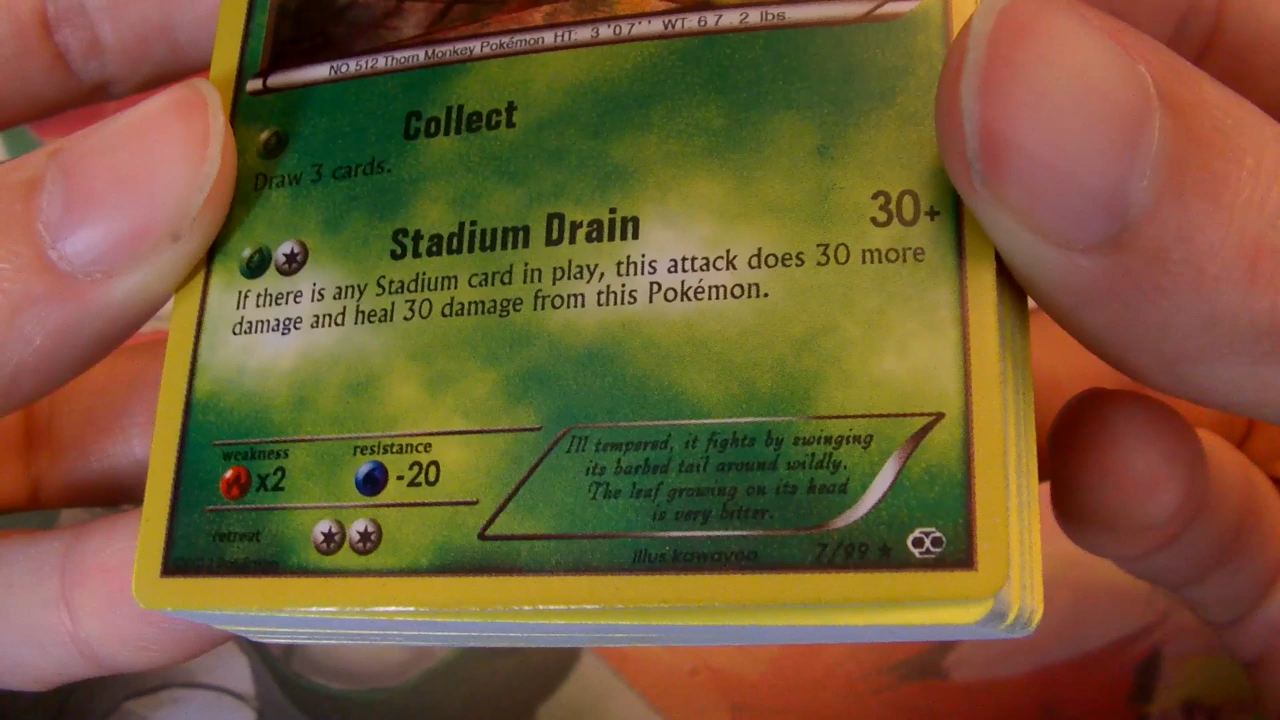 NO. 512 Thorn Monkey Pokémon HT: 3'07'' WT: 67.2 lbs.
Collect
Draw 3 cards.
Stadium Drain 30+
If there is any Stadium card in play, this attack does 30 more
damage and heal 30 damage from this Pokémon.
weakness resistance
x2 -20
retreat
Ill tempered, it fights by swinging
its barbed tail around wildly.
The leaf growing on its head
is very bitter.
illus. kawayoo 7/99 ★